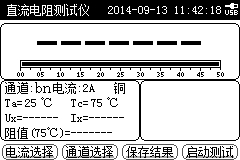 直流电阻测试仪 2014-09-13 11:42:18 USB
— — — — — — — —
0 5 10 15 20 25 30 35 40 45 50
通道:bn电流:2A 铜
Ta=25 ℃ Tc=75 ℃
Ux=------ Ix=------
阻值(75℃)=-------
电流选择 通道选择 保存结果 启动测试